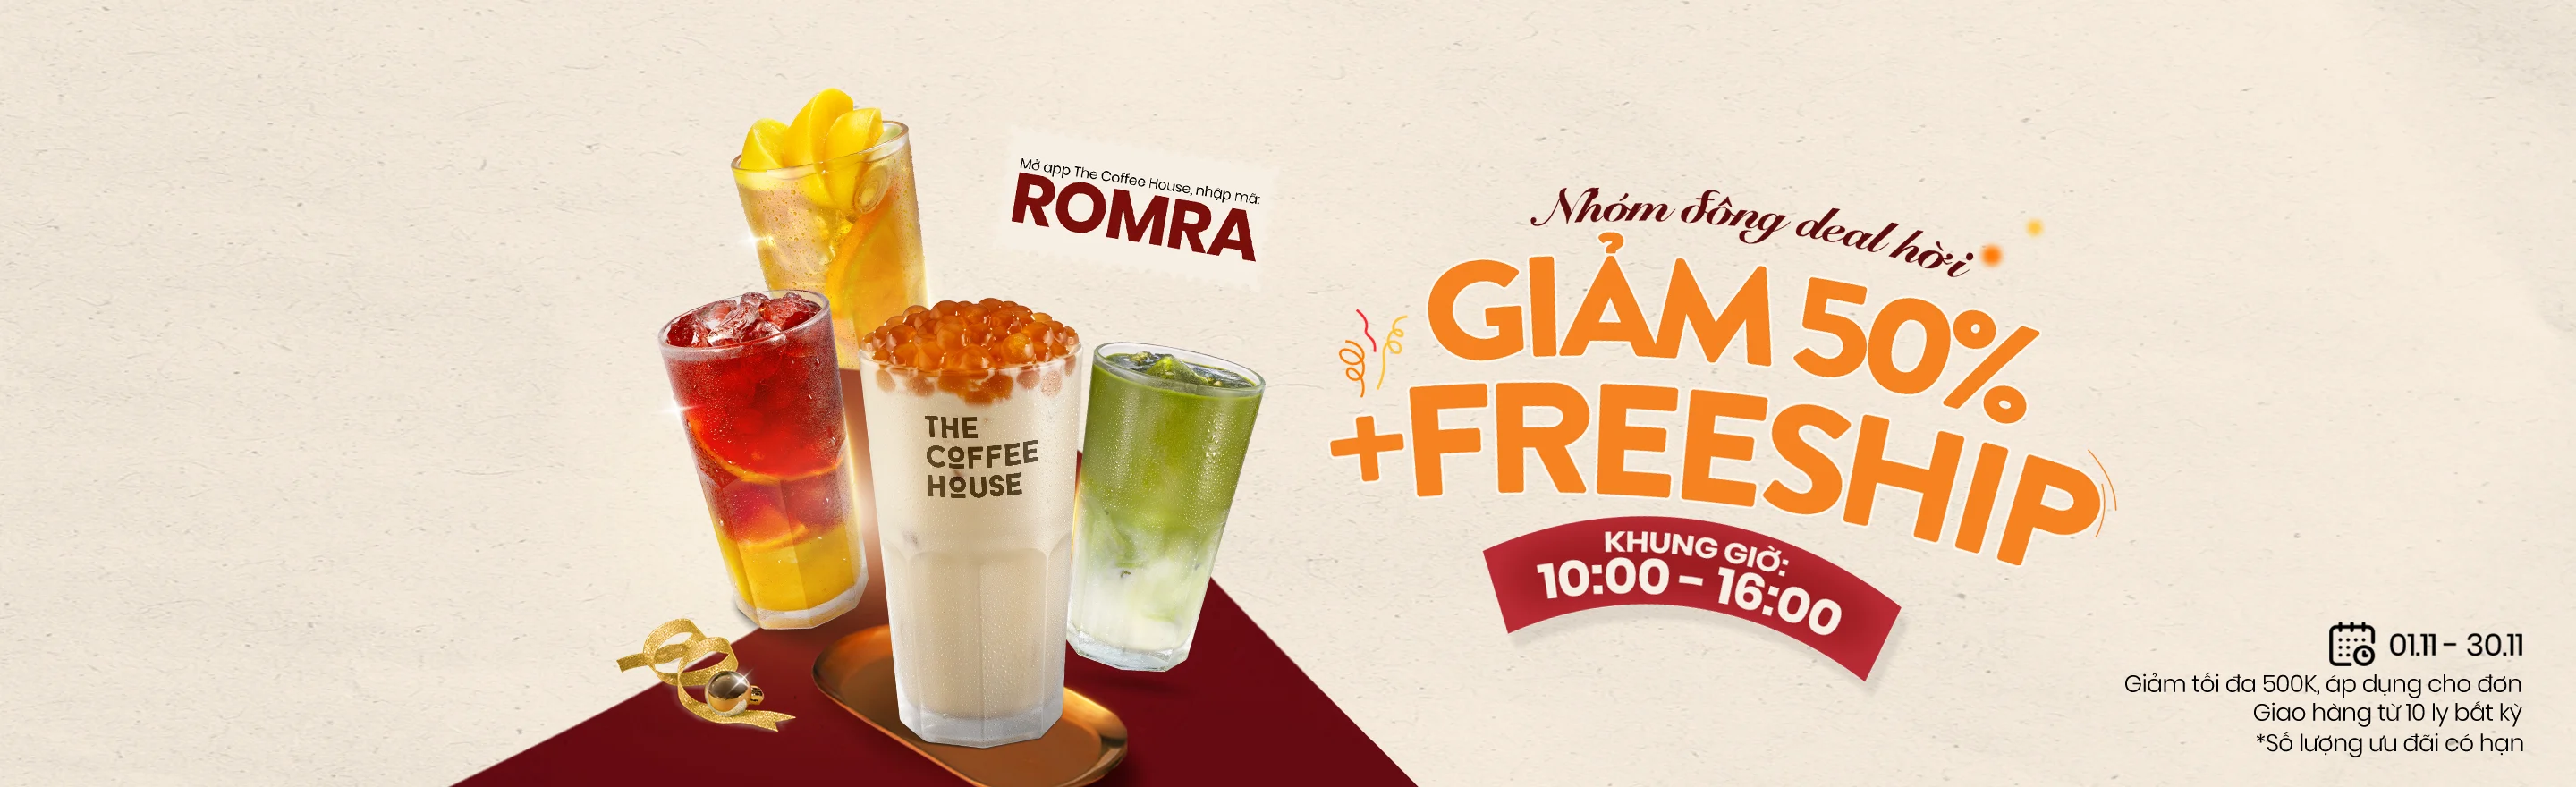 Mở app The Coffee House, nhập mã:
ROMRA
THE
COFFEE
HOUSE
Nhóm đông deal hời
GIẢM 50%
+FREESHIP
KHUNG GIỜ:
10:00 – 16:00
01.11 – 30.11
Giảm tối đa 500K, áp dụng cho đơn
Giao hàng từ 10 ly bất kỳ
*Số lượng ưu đãi có hạn